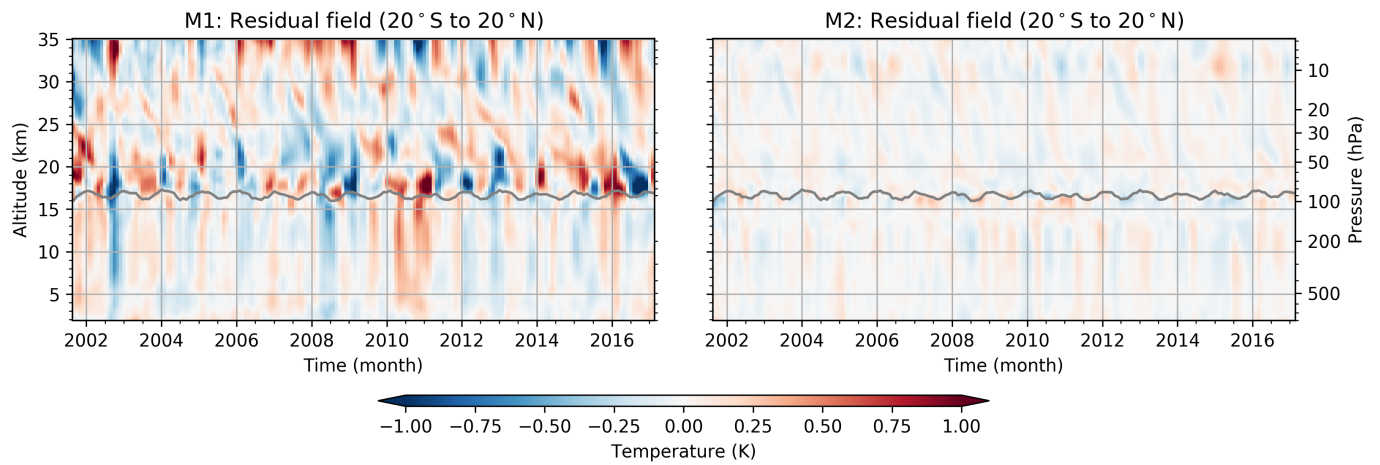 M1: Residual field (20°S to 20°N)
M2: Residual field (20°S to 20°N)
35
30
25
20
15
10
5
Altitude (km)
2002 2004 2006 2008 2010 2012 2014 2016
Time (month)
10
20
30
50
100
200
500
Pressure (hPa)
2002 2004 2006 2008 2010 2012 2014 2016
Time (month)
−1.00 −0.75 −0.50 −0.25 0.00 0.25 0.50 0.75 1.00
Temperature (K)